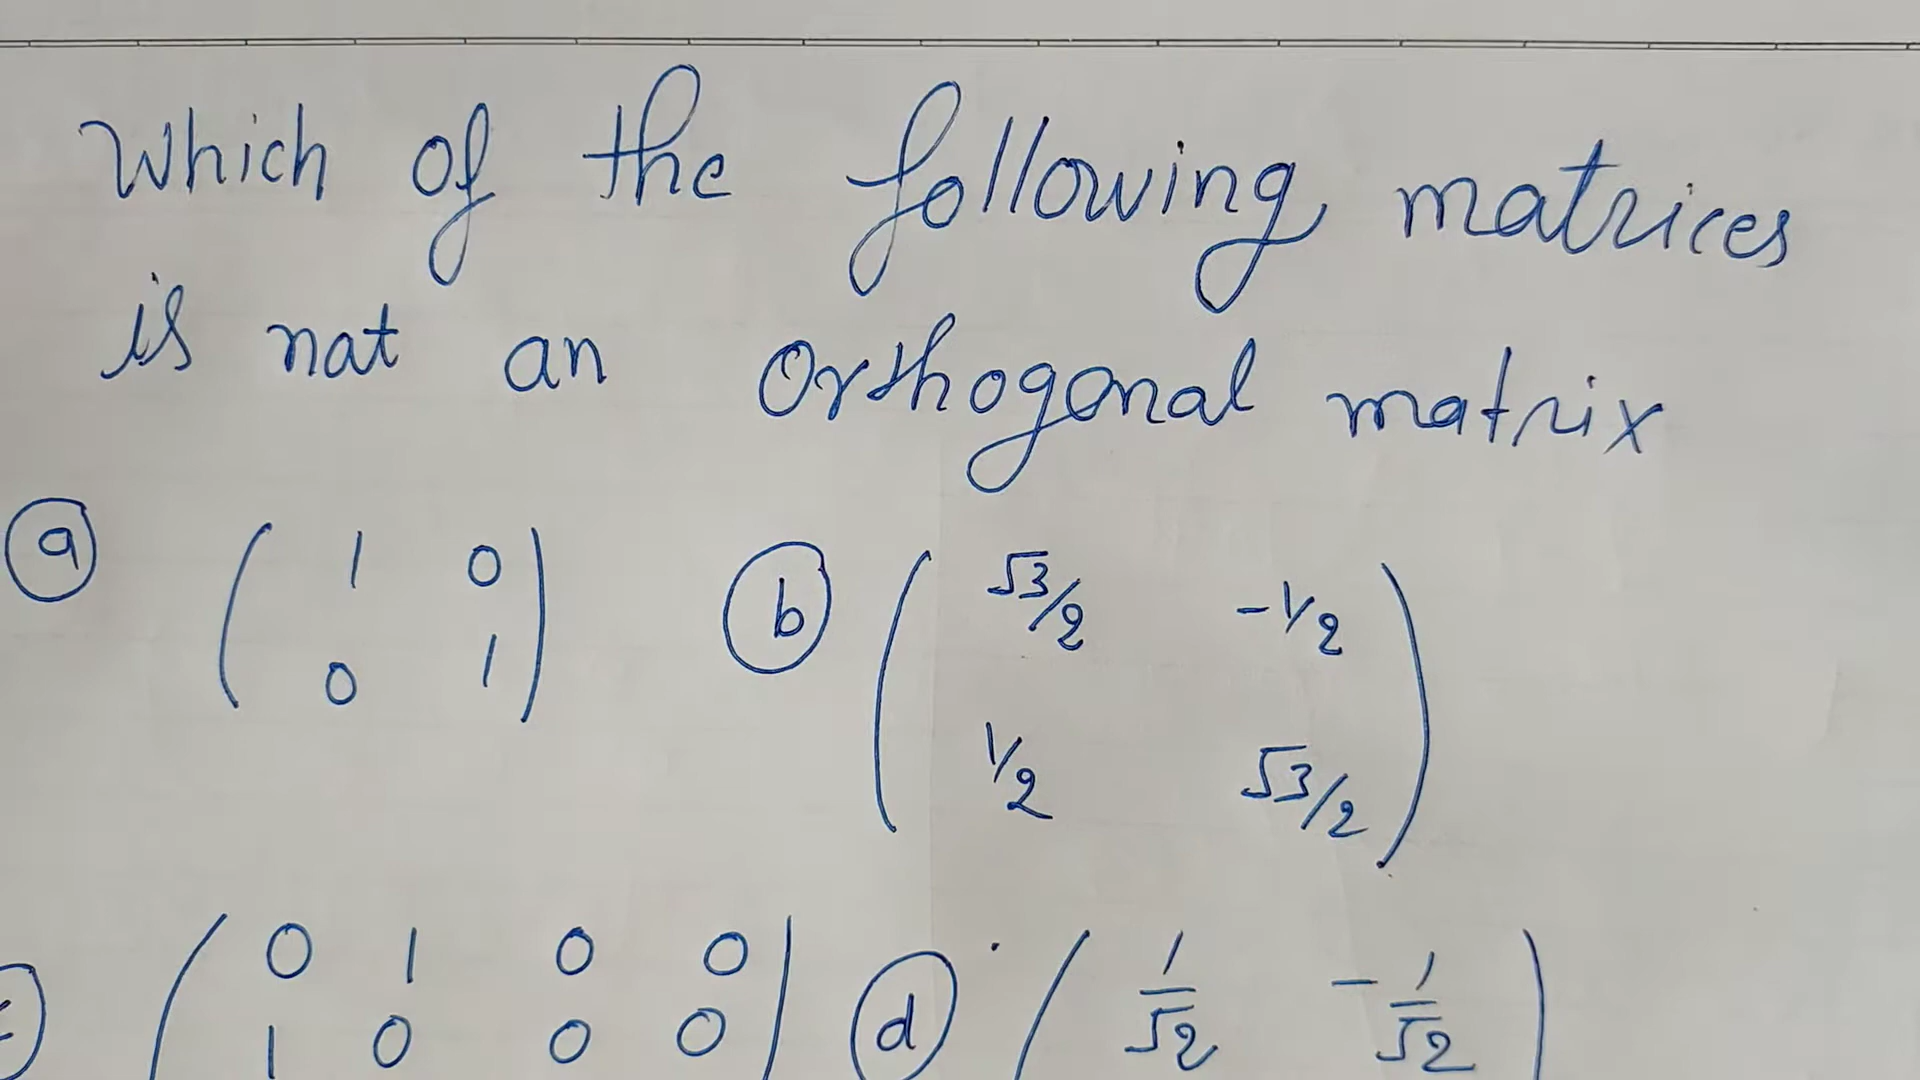 Which of the following matrices
is not an Orthogonal matrix
a ( 1 0
0 1 )
b ( √3/2 -1/2
1/2 √3/2 )
c ( 0 1 0 0
1 0 0 0
d ( 1/√2 -1/√2 )